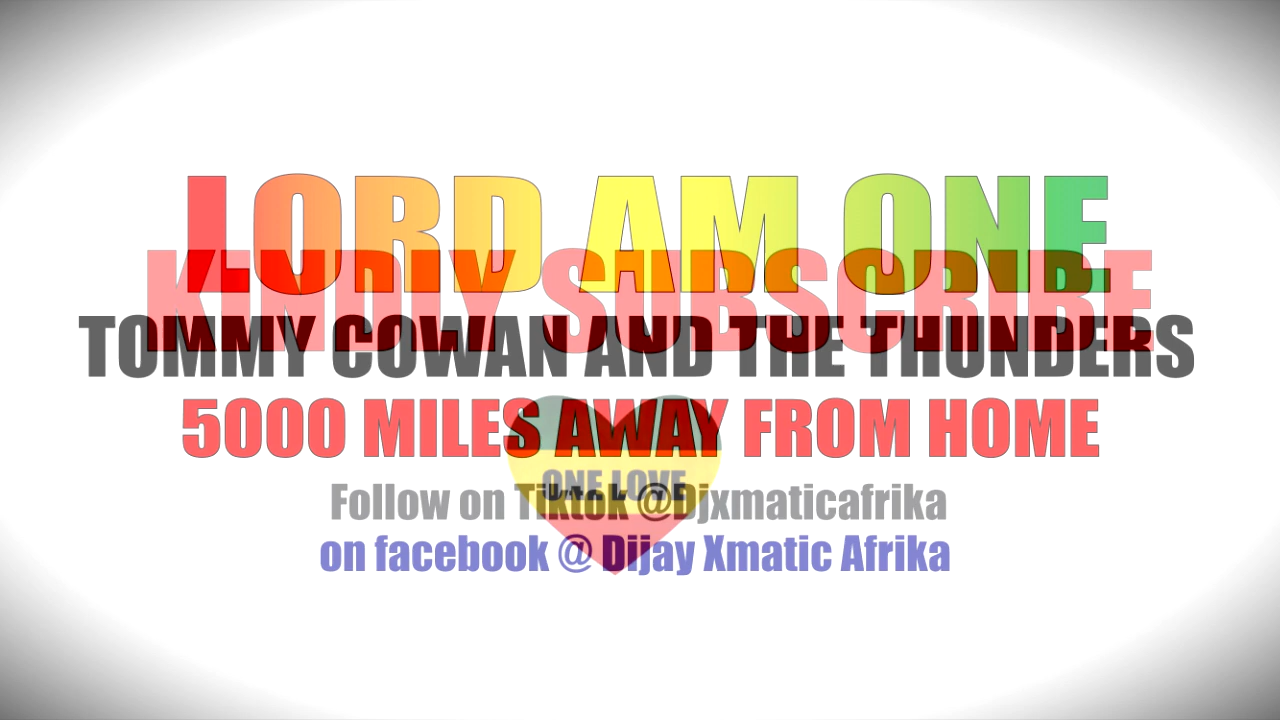 LORD AM ONE
KINDLY SUBSCRIBE
TOMMY COWAN AND THE THUNDERS
5000 MILES AWAY FROM HOME
ONE LOVE
Follow on Tiktok @Djxmaticafrika
on facebook @ Dijay Xmatic Afrika